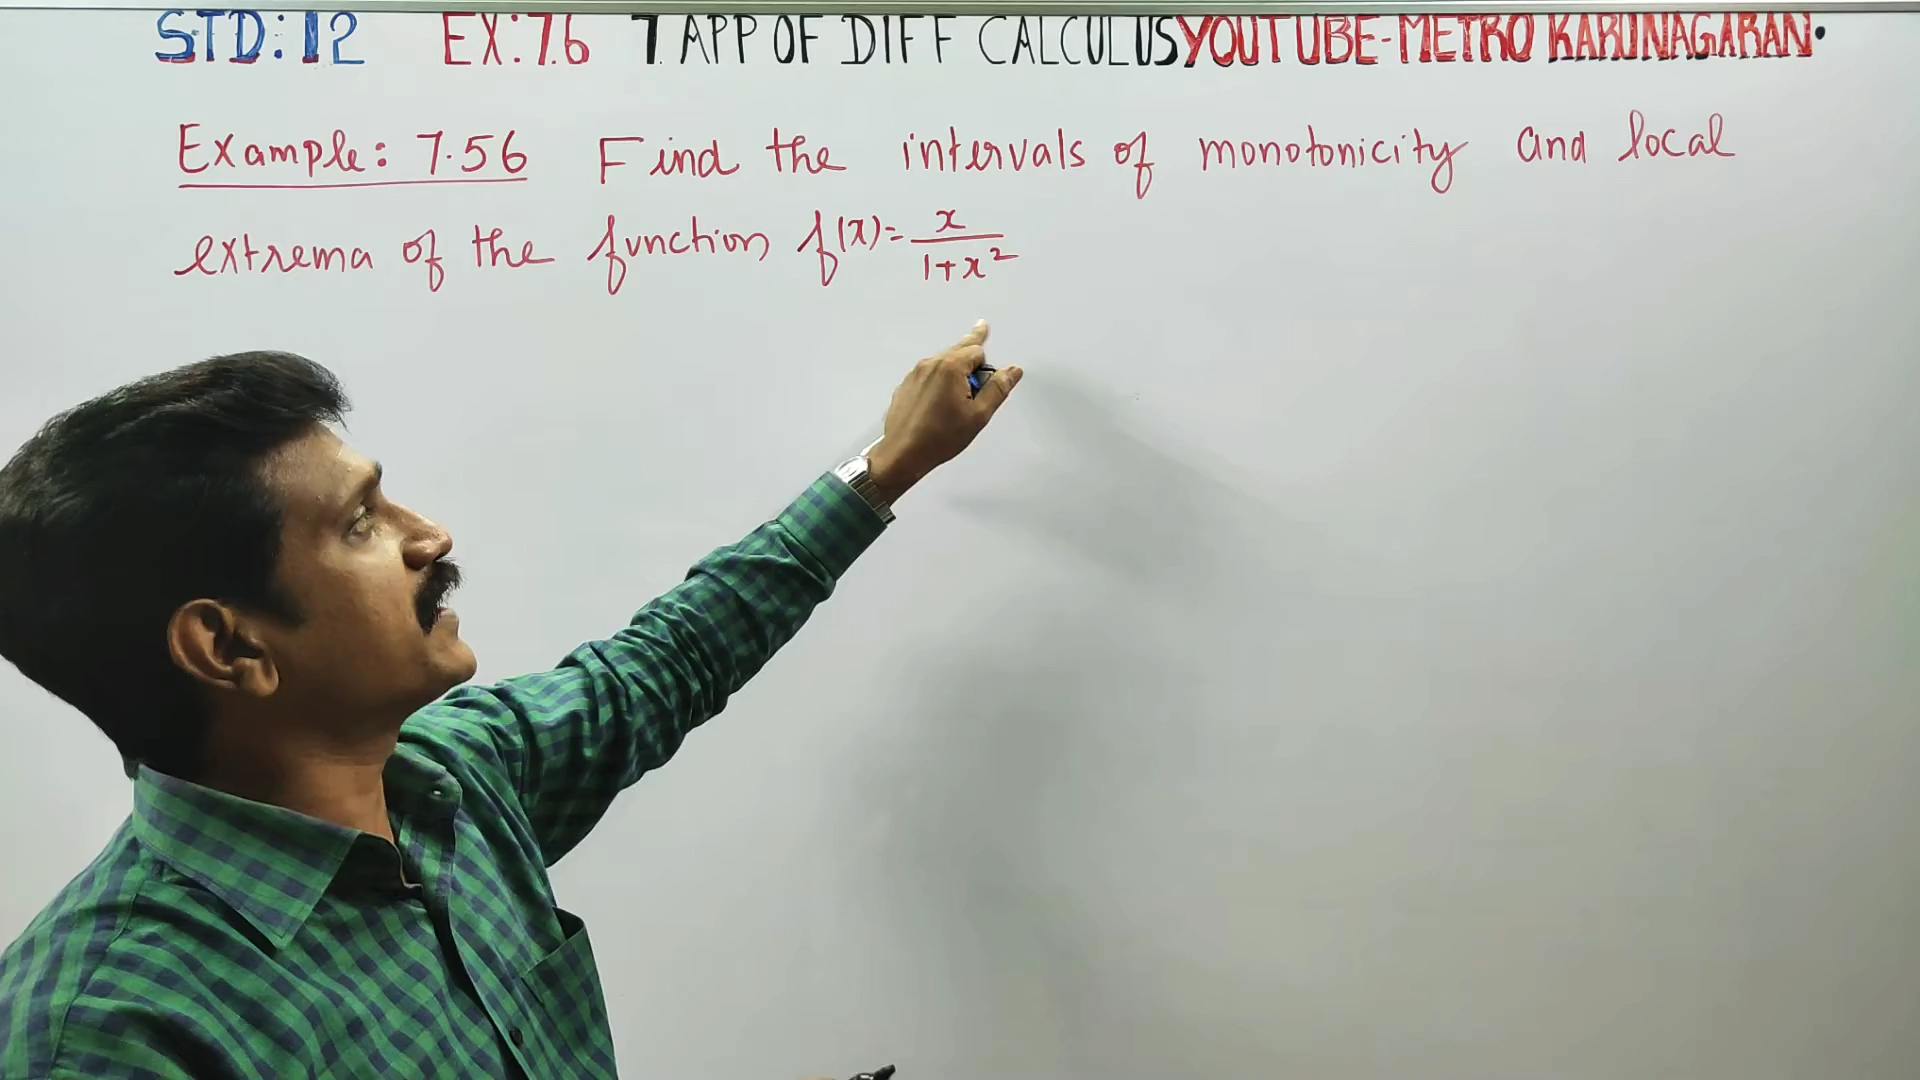 STD:12 EX:7.6 7. APP OF DIFF CALCULUS YOUTUBE-METRO KARUNAGARAN.
Example: 7.56 Find the intervals of monotonicity and local
extrema of the function f(x)= x/(1+x²)